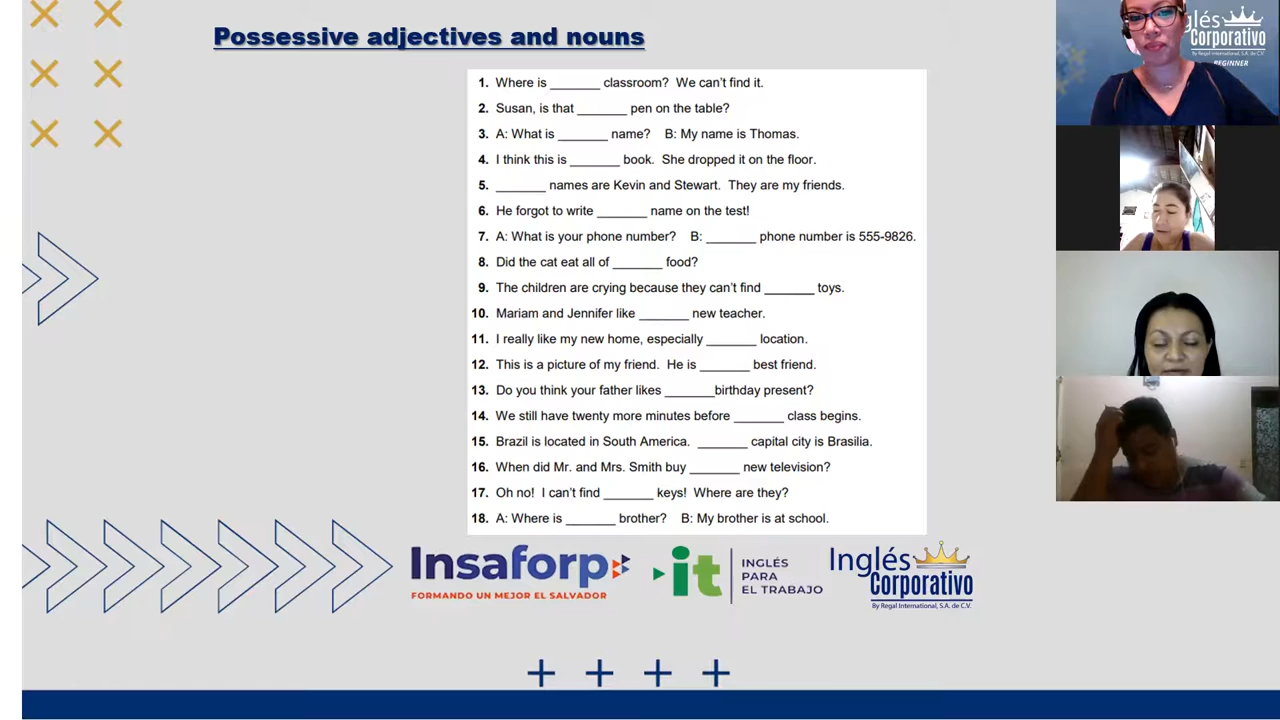 Possessive adjectives and nouns
1. Where is _______ classroom? We can't find it.
2. Susan, is that _______ pen on the table?
3. A: What is _______ name? B: My name is Thomas.
4. I think this is _______ book. She dropped it on the floor.
5. _______ names are Kevin and Stewart. They are my friends.
6. He forgot to write _______ name on the test!
7. A: What is your phone number? B: _______ phone number is 555-9826.
8. Did the cat eat all of _______ food?
9. The children are crying because they can't find _______ toys.
10. Mariam and Jennifer like _______ new teacher.
11. I really like my new home, especially _______ location.
12. This is a picture of my friend. He is _______ best friend.
13. Do you think your father likes _______birthday present?
14. We still have twenty more minutes before _______ class begins.
15. Brazil is located in South America. _______ capital city is Brasilia.
16. When did Mr. and Mrs. Smith buy _______ new television?
17. Oh no! I can't find _______ keys! Where are they?
18. A: Where is _______ brother? B: My brother is at school.
Insaforp
FORMANDO UN MEJOR EL SALVADOR
it
INGLÉS
PARA
EL TRABAJO
Inglés
Corporativo
By Regal International, S.A. de C.V.
glés
Corporativo
By Regal International, S.A. de C.V.
BEGINNER